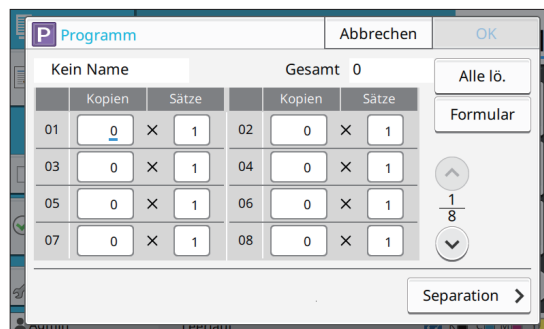 P Programm Abbrechen OK
Kein Name Gesamt 0 Alle lö.
Kopien Sätze Kopien Sätze Formular
01 0 × 1 02 0 × 1
03 0 × 1 04 0 × 1
05 0 × 1 06 0 × 1
1
8
07 0 × 1 08 0 × 1
Separation
Admin